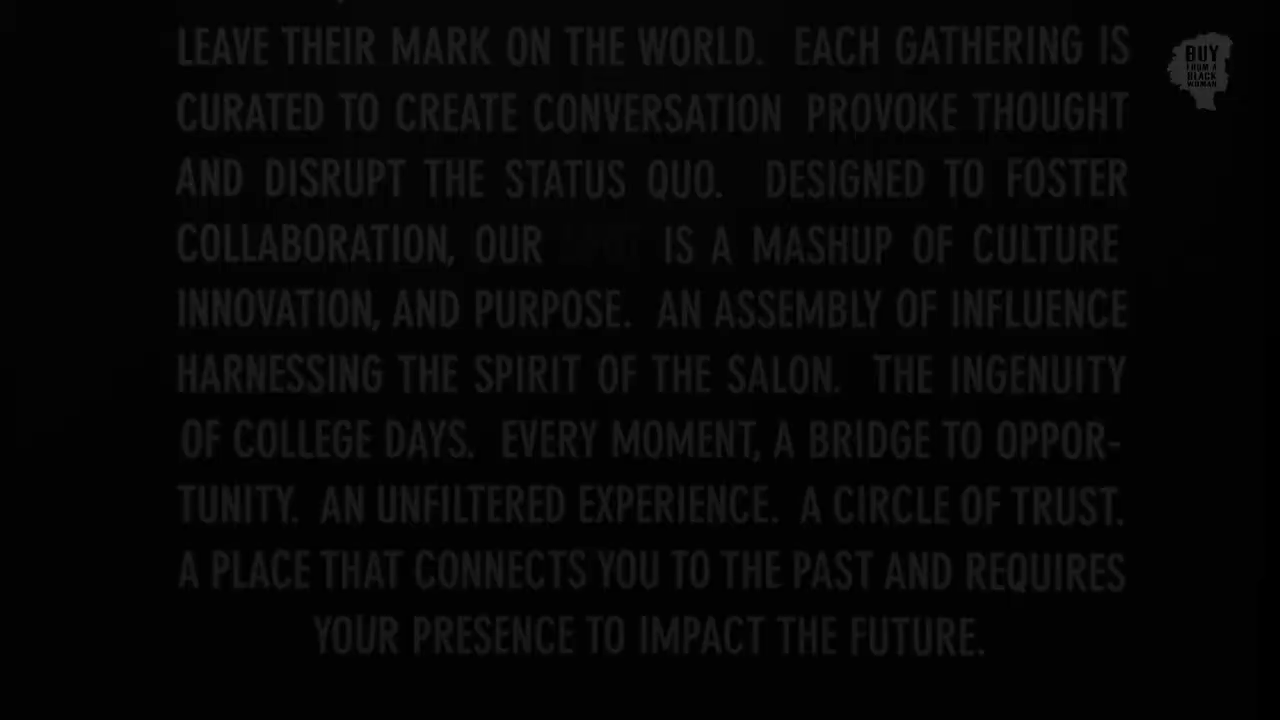 LEAVE THEIR MARK ON THE WORLD. EACH GATHERING IS
CURATED TO CREATE CONVERSATION PROVOKE THOUGHT
AND DISRUPT THE STATUS QUO. DESIGNED TO FOSTER
COLLABORATION, OUR IS A MASHUP OF CULTURE
INNOVATION, AND PURPOSE. AN ASSEMBLY OF INFLUENCE
HARNESSING THE SPIRIT OF THE SALON. THE INGENUITY
OF COLLEGE DAYS. EVERY MOMENT, A BRIDGE TO OPPOR-
TUNITY. AN UNFILTERED EXPERIENCE. A CIRCLE OF TRUST.
A PLACE THAT CONNECTS YOU TO THE PAST AND REQUIRES
YOUR PRESENCE TO IMPACT THE FUTURE.
BUY
FROM A
BLACK
WOMAN